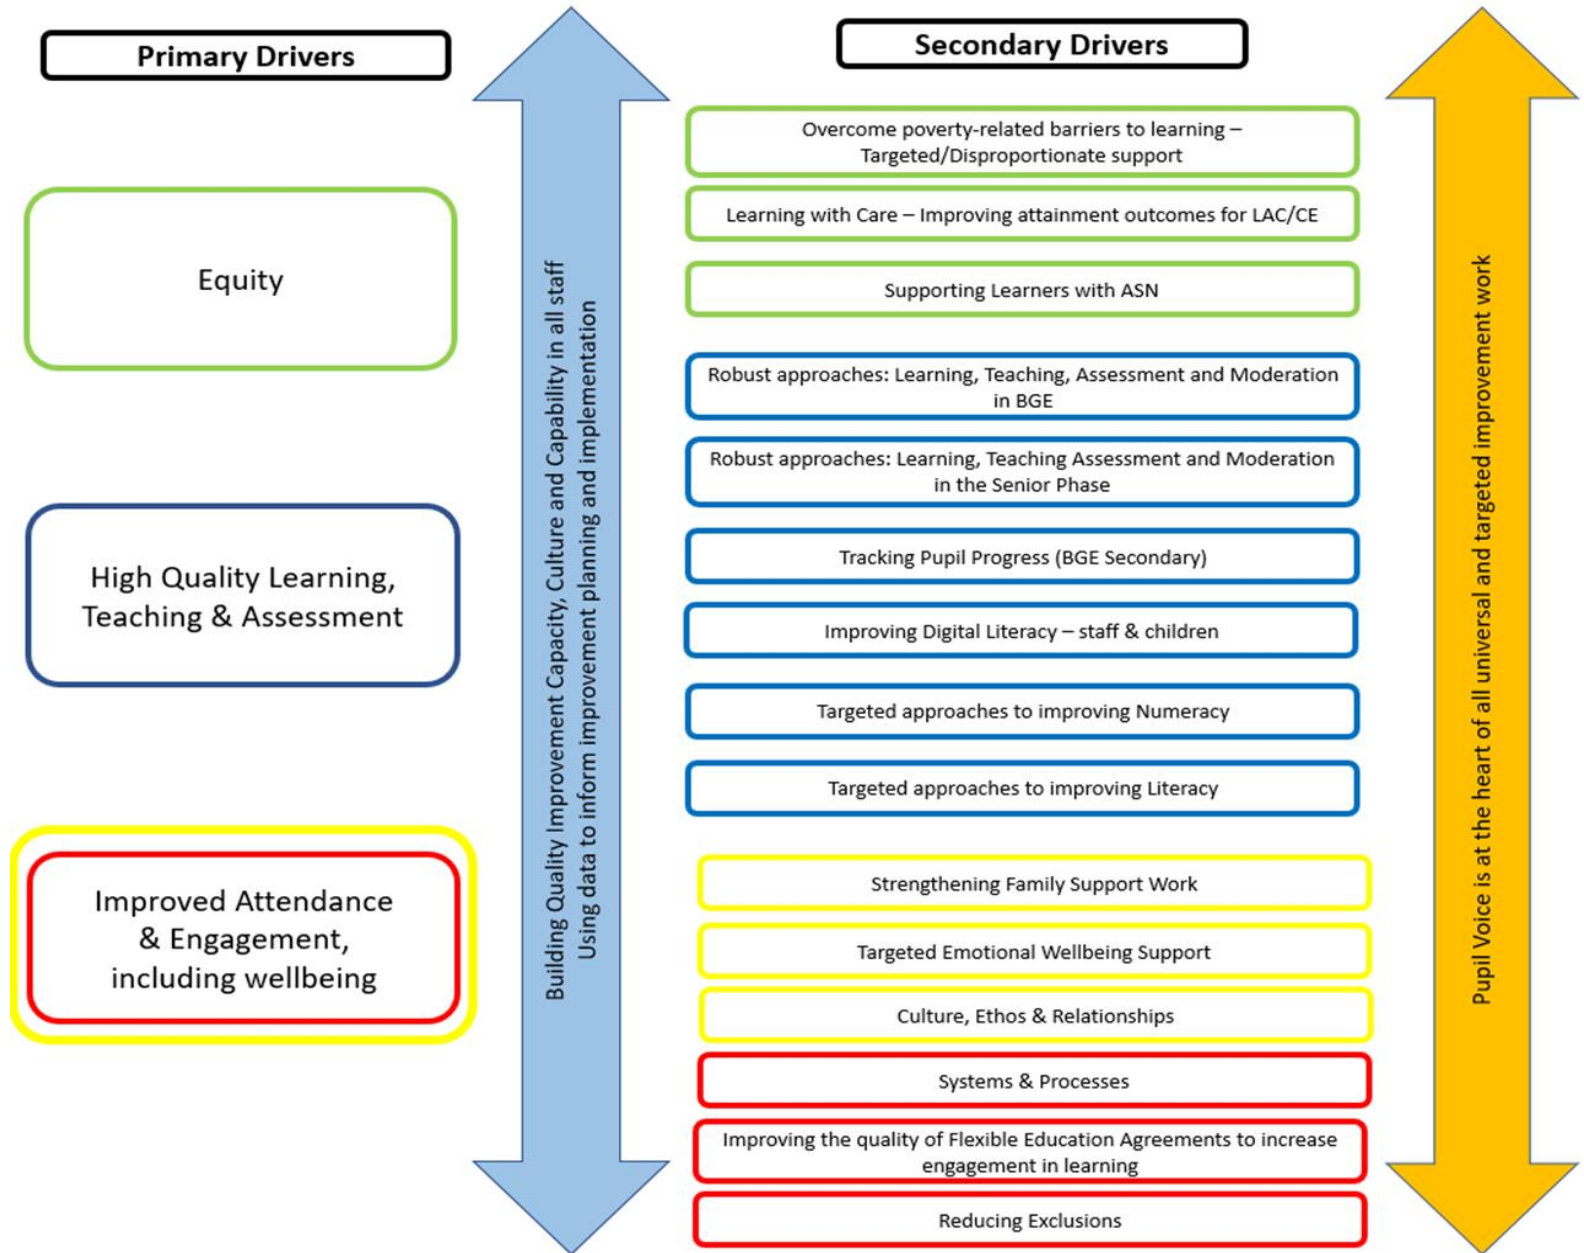 Primary Drivers
Equity
High Quality Learning,
Teaching & Assessment
Improved Attendance
& Engagement,
including wellbeing
Building Quality Improvement Capacity, Culture and Capability in all staff
Using data to inform improvement planning and implementation
Secondary Drivers
Overcome poverty-related barriers to learning –
Targeted/Disproportionate support
Learning with Care – Improving attainment outcomes for LAC/CE
Supporting Learners with ASN
Robust approaches: Learning, Teaching, Assessment and Moderation
in BGE
Robust approaches: Learning, Teaching Assessment and Moderation
in the Senior Phase
Tracking Pupil Progress (BGE Secondary)
Improving Digital Literacy – staff & children
Targeted approaches to improving Numeracy
Targeted approaches to improving Literacy
Strengthening Family Support Work
Targeted Emotional Wellbeing Support
Culture, Ethos & Relationships
Systems & Processes
Improving the quality of Flexible Education Agreements to increase
engagement in learning
Reducing Exclusions
Pupil Voice is at the heart of all universal and targeted improvement work